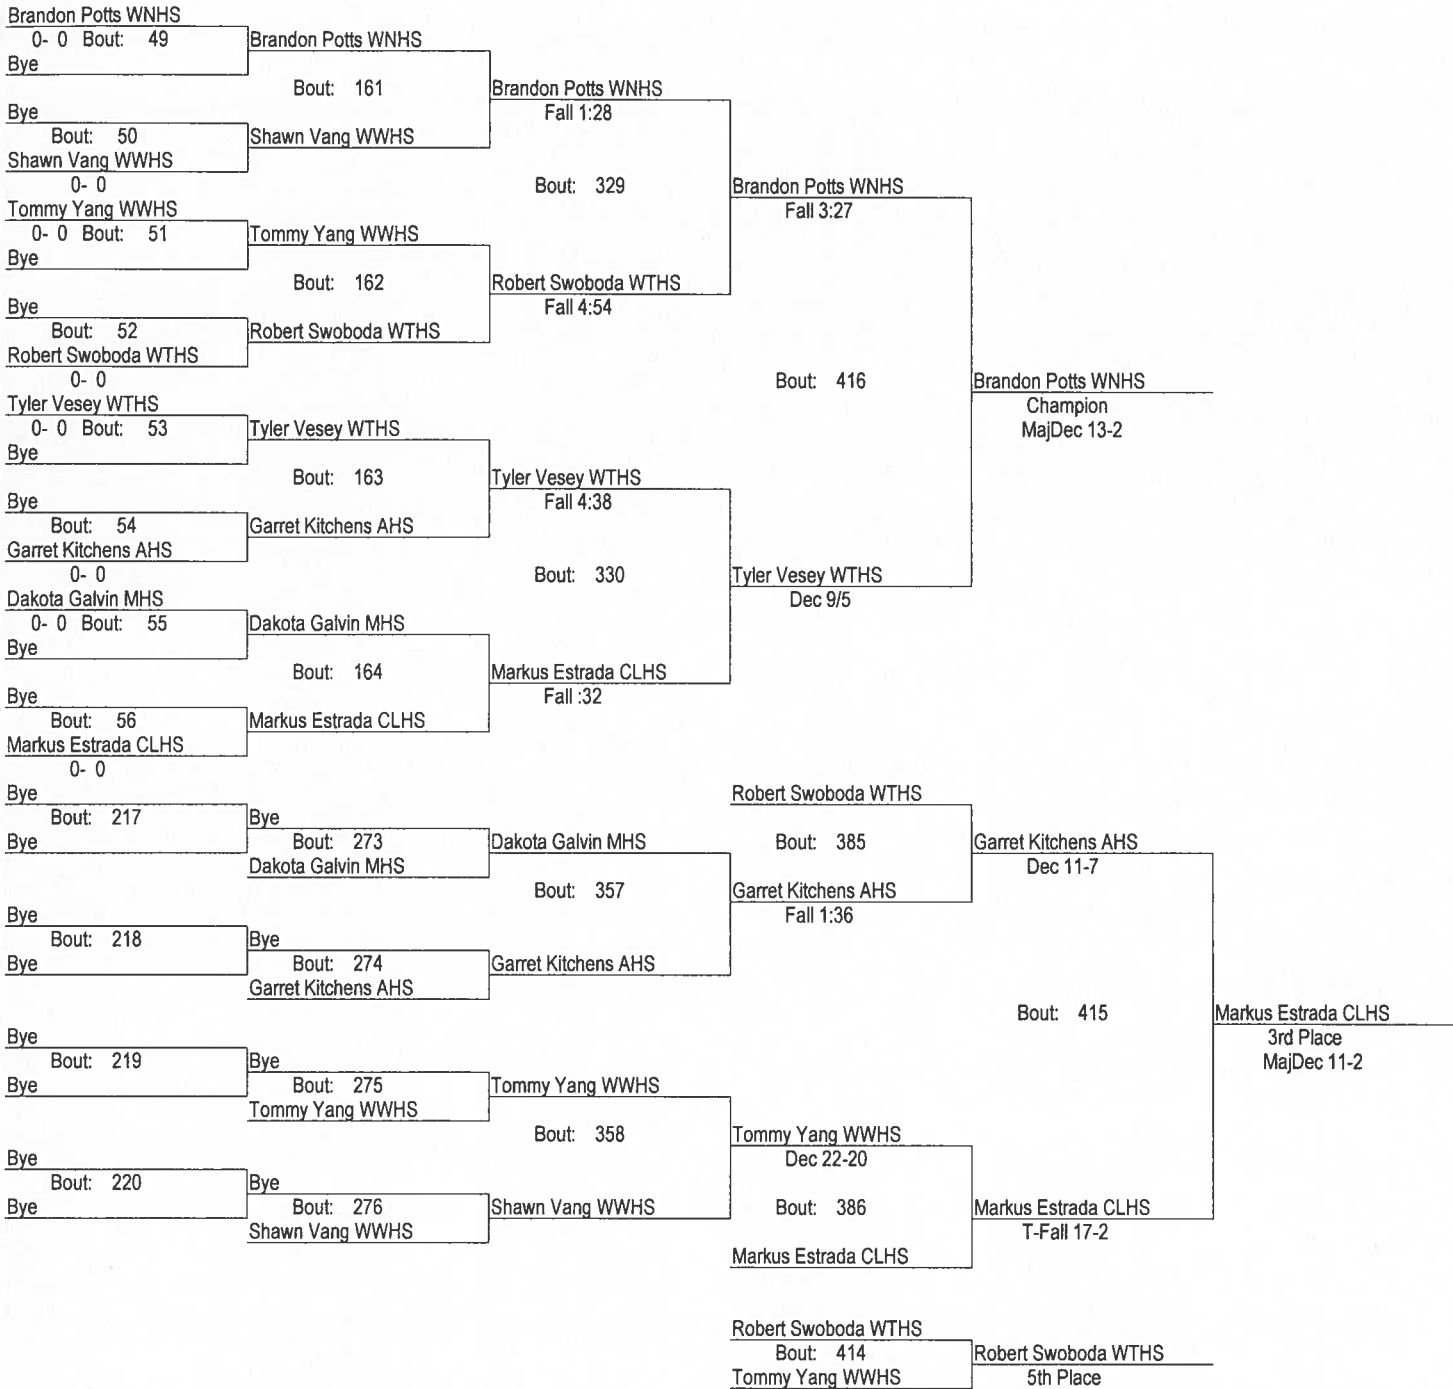 Brandon Potts WNHS
0- 0 Bout: 49
Bye
Bye
Bout: 50
Shawn Vang WWHS
0- 0
Tommy Yang WWHS
0- 0 Bout: 51
Bye
Bye
Bout: 52
Robert Swoboda WTHS
0- 0
Tyler Vesey WTHS
0- 0 Bout: 53
Bye
Bye
Bout: 54
Garret Kitchens AHS
0- 0
Dakota Galvin MHS
0- 0 Bout: 55
Bye
Bye
Bout: 56
Markus Estrada CLHS
0- 0
Brandon Potts WNHS
Bout: 161
Shawn Vang WWHS
Tommy Yang WWHS
Bout: 162
Robert Swoboda WTHS
Tyler Vesey WTHS
Bout: 163
Garret Kitchens AHS
Dakota Galvin MHS
Bout: 164
Markus Estrada CLHS
Brandon Potts WNHS
Fall 1:28
Bout: 329
Robert Swoboda WTHS
Fall 4:54
Tyler Vesey WTHS
Fall 4:38
Bout: 330
Markus Estrada CLHS
Fall :32
Brandon Potts WNHS
Fall 3:27
Bout: 416
Tyler Vesey WTHS
Dec 9/5
Brandon Potts WNHS
Champion
MajDec 13-2
Bye
Bout: 217
Bye
Bye
Bout: 218
Bye
Bye
Bout: 219
Bye
Bye
Bout: 220
Bye
Bye
Bout: 273
Dakota Galvin MHS
Bye
Bout: 274
Garret Kitchens AHS
Bye
Bout: 275
Tommy Yang WWHS
Bye
Bout: 276
Shawn Vang WWHS
Dakota Galvin MHS
Bout: 357
Garret Kitchens AHS
Tommy Yang WWHS
Bout: 358
Shawn Vang WWHS
Robert Swoboda WTHS
Bout: 385
Garret Kitchens AHS
Fall 1:36
Tommy Yang WWHS
Dec 22-20
Bout: 386
Markus Estrada CLHS
Garret Kitchens AHS
Dec 11-7
Bout: 415
Markus Estrada CLHS
T-Fall 17-2
Markus Estrada CLHS
3rd Place
MajDec 11-2
Robert Swoboda WTHS
Bout: 414
Tommy Yang WWHS
Robert Swoboda WTHS
5th Place